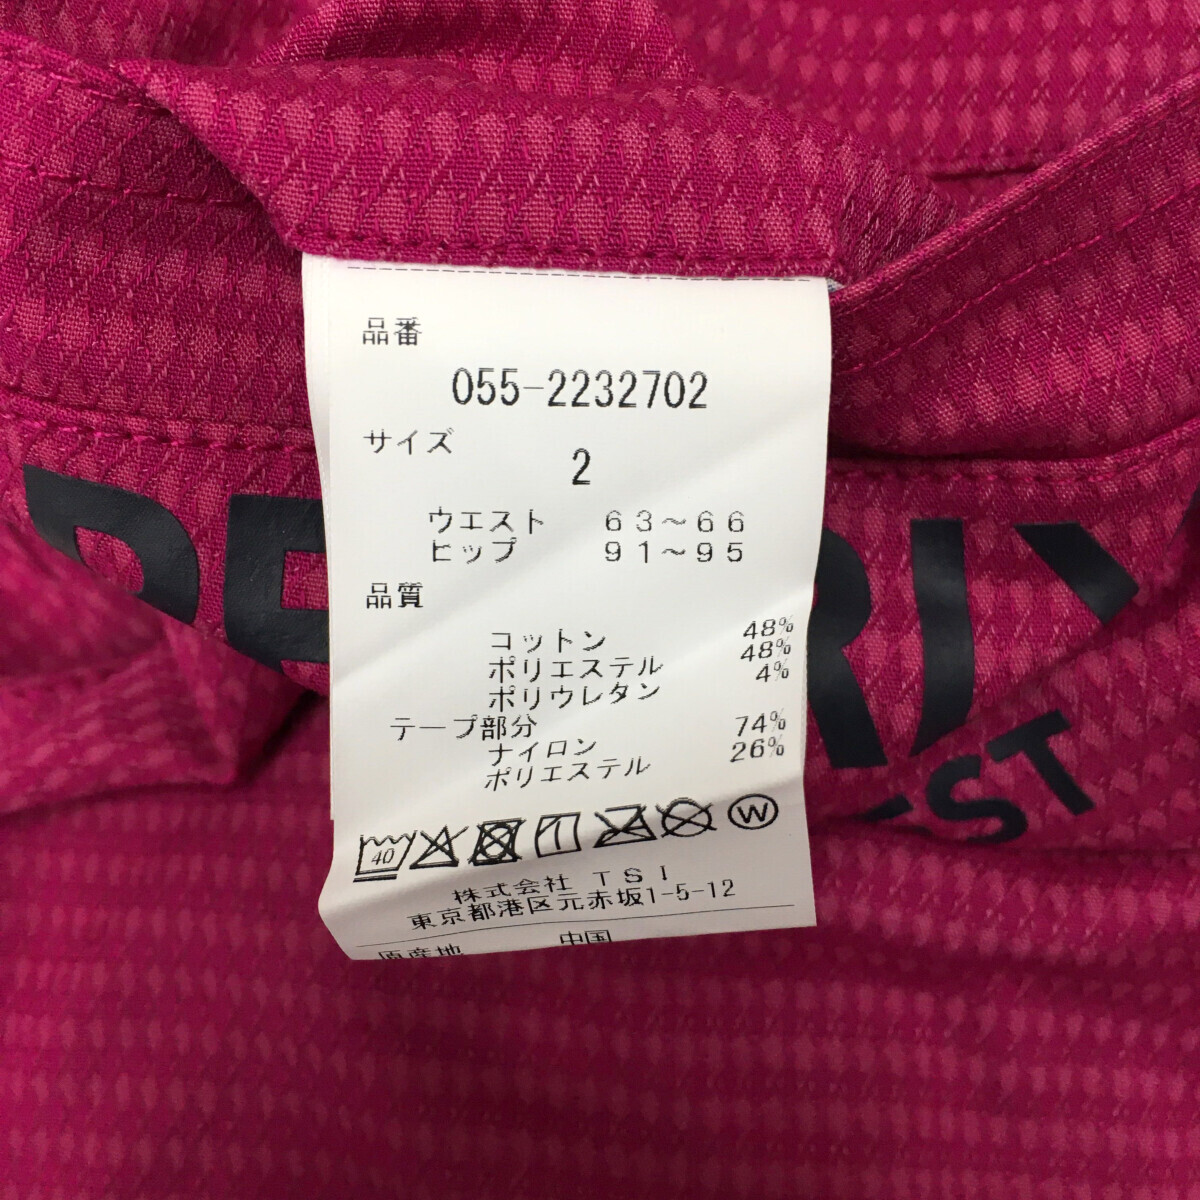 品番
055-2232702
サイズ
2
ウエスト 63～66
ヒップ 91～95
品質
コットン 48%
ポリエステル 48%
ポリウレタン 4%
テープ部分
ナイロン 74%
ポリエステル 26%
40
W
株式会社 TSI
東京都港区元赤坂1-5-12
原産地 中国